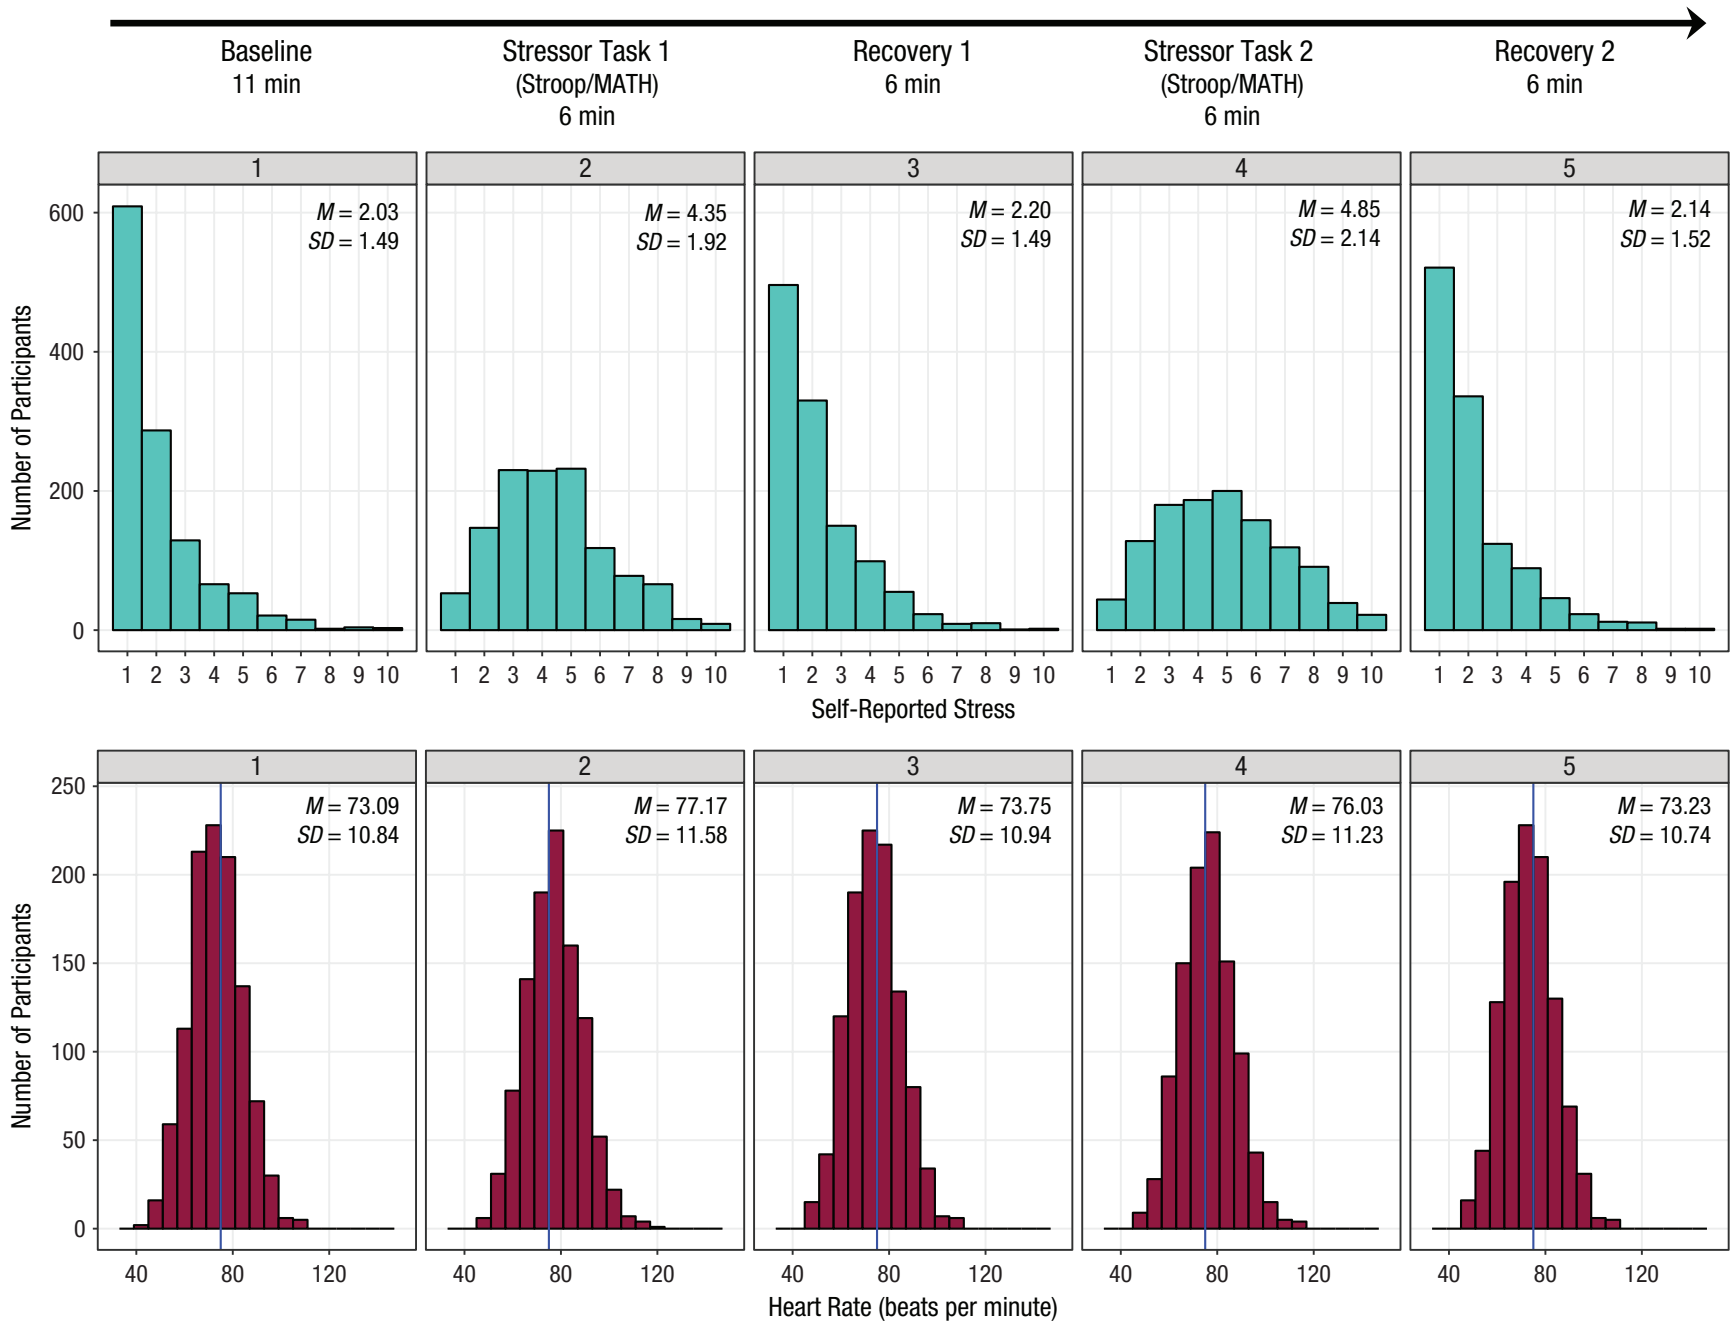 Baseline
11 min
Stressor Task 1
(Stroop/MATH)
6 min
Recovery 1
6 min
Stressor Task 2
(Stroop/MATH)
6 min
Recovery 2
6 min
1
2
3
4
5
M = 2.03
SD = 1.49
M = 4.35
SD = 1.92
M = 2.20
SD = 1.49
M = 4.85
SD = 2.14
M = 2.14
SD = 1.52
Number of Participants
600
400
200
0
1 2 3 4 5 6 7 8 9 10
1 2 3 4 5 6 7 8 9 10
1 2 3 4 5 6 7 8 9 10
1 2 3 4 5 6 7 8 9 10
1 2 3 4 5 6 7 8 9 10
Self-Reported Stress
1
2
3
4
5
M = 73.09
SD = 10.84
M = 77.17
SD = 11.58
M = 73.75
SD = 10.94
M = 76.03
SD = 11.23
M = 73.23
SD = 10.74
Number of Participants
250
200
150
100
50
0
40 80 120
40 80 120
40 80 120
40 80 120
40 80 120
Heart Rate (beats per minute)